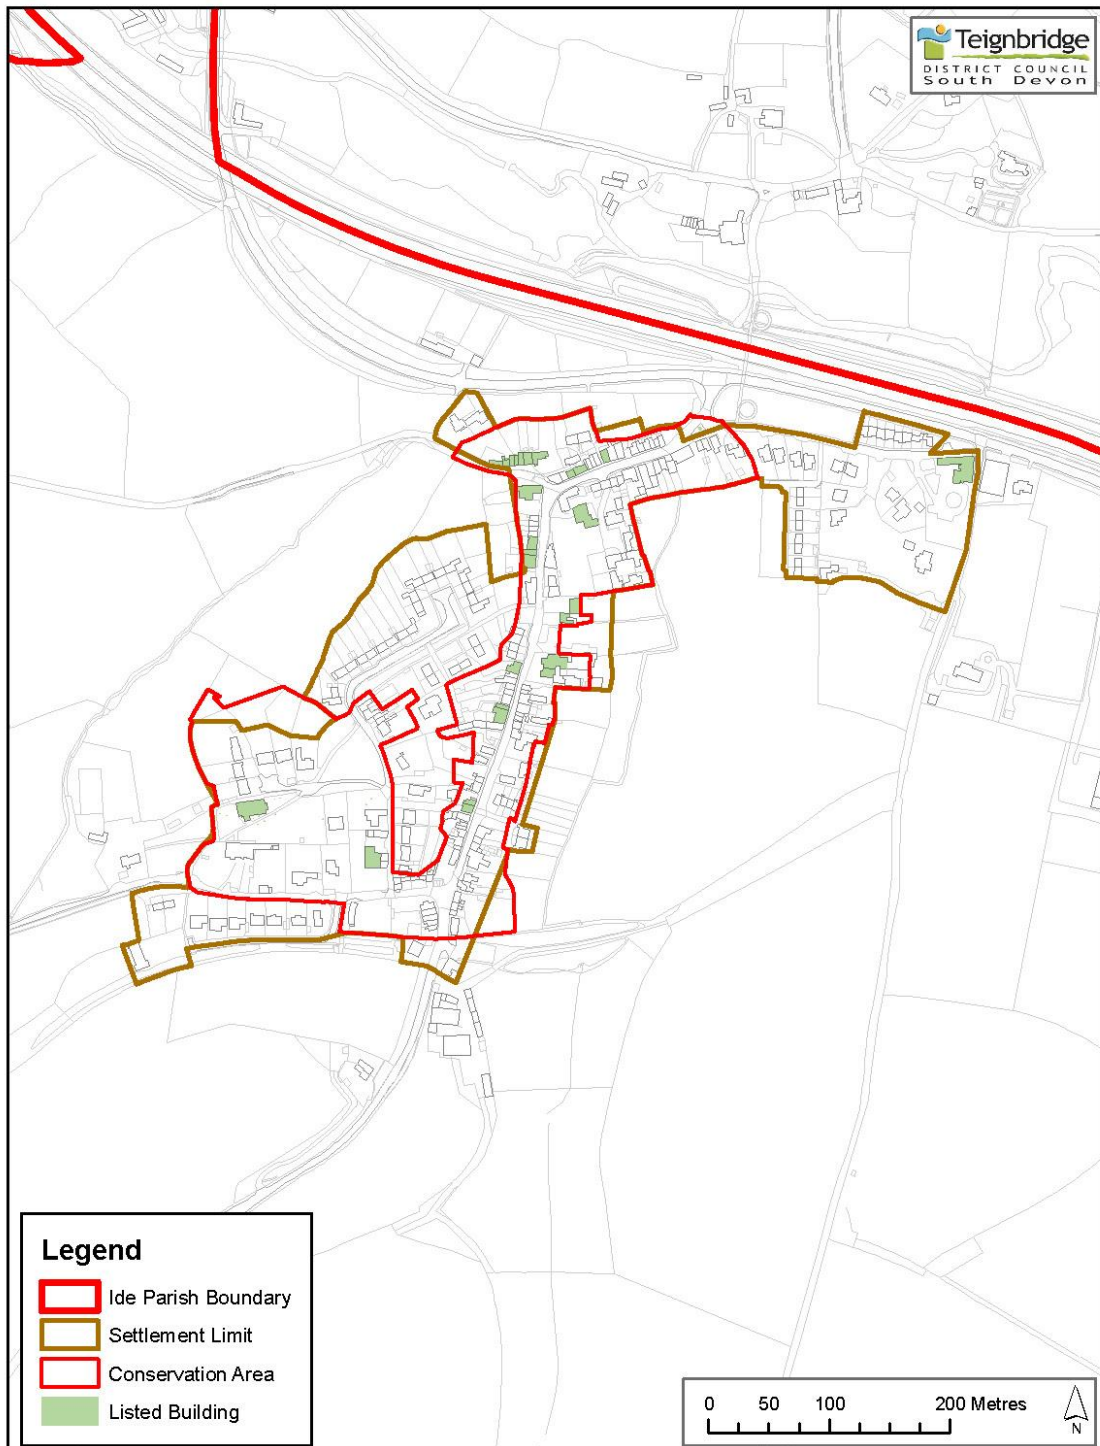 Teignbridge
DISTRICT COUNCIL
South Devon
Legend
Ide Parish Boundary
Settlement Limit
Conservation Area
Listed Building
0 50 100 200 Metres
N